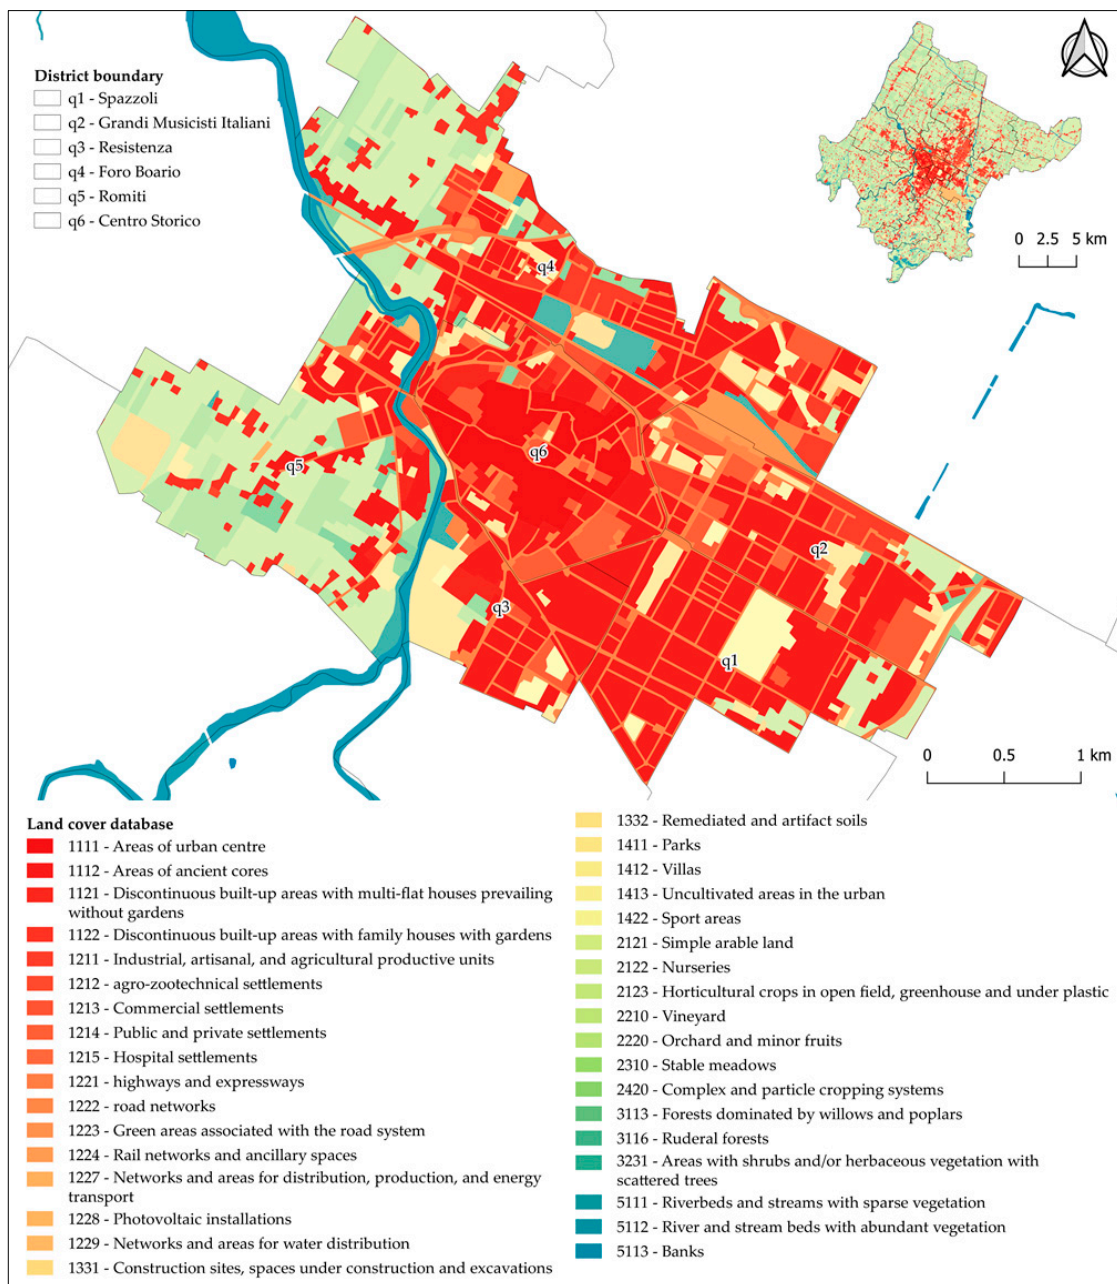 District boundary
q1 - Spazzoli
q2 - Grandi Musicisti Italiani
q3 - Resistenza
q4 - Foro Boario
q5 - Romiti
q6 - Centro Storico
0 2.5 5 km
q4
q6
q5
q2
q3
q1
0 0.5 1 km
Land cover database
1111 - Areas of urban centre
1112 - Areas of ancient cores
1121 - Discontinuous built-up areas with multi-flat houses prevailing
without gardens
1122 - Discontinuous built-up areas with family houses with gardens
1211 - Industrial, artisanal, and agricultural productive units
1212 - agro-zootechnical settlements
1213 - Commercial settlements
1214 - Public and private settlements
1215 - Hospital settlements
1221 - highways and expressways
1222 - road networks
1223 - Green areas associated with the road system
1224 - Rail networks and ancillary spaces
1227 - Networks and areas for distribution, production, and energy
transport
1228 - Photovoltaic installations
1229 - Networks and areas for water distribution
1331 - Construction sites, spaces under construction and excavations
1332 - Remediated and artifact soils
1411 - Parks
1412 - Villas
1413 - Uncultivated areas in the urban
1422 - Sport areas
2121 - Simple arable land
2122 - Nurseries
2123 - Horticultural crops in open field, greenhouse and under plastic
2210 - Vineyard
2220 - Orchard and minor fruits
2310 - Stable meadows
2420 - Complex and particle cropping systems
3113 - Forests dominated by willows and poplars
3116 - Ruderal forests
3231 - Areas with shrubs and/or herbaceous vegetation with
scattered trees
5111 - Riverbeds and streams with sparse vegetation
5112 - River and stream beds with abundant vegetation
5113 - Banks